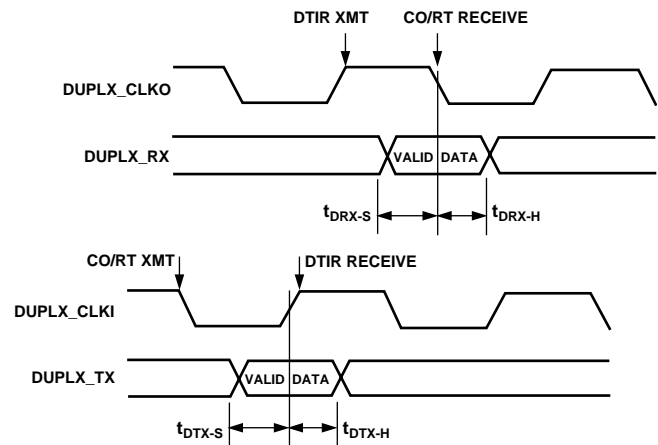 DTIR XMT CO/RT RECEIVE
DUPLX_CLKO
DUPLX_RX
VALID DATA
tDRX-S tDRX-H
CO/RT XMT DTIR RECEIVE
DUPLX_CLKI
DUPLX_TX
VALID DATA
tDTX-S tDTX-H